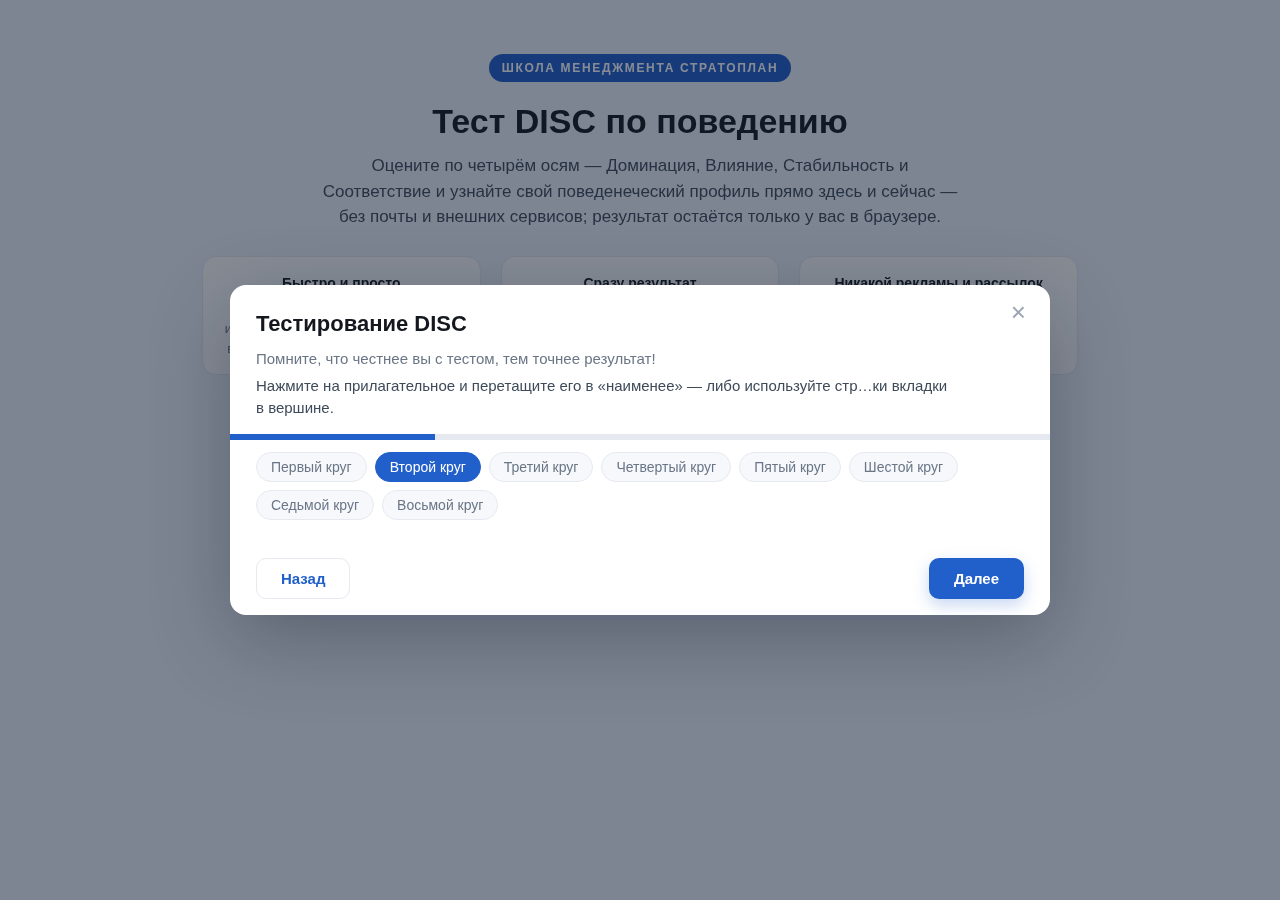 ШКОЛА МЕНЕДЖМЕНТА СТРАТОПЛАН
Тест DISC по поведению
Оцените по четырём осям — Доминация, Влияние, Стабильность и
Соответствие и узнайте свой поведенеческий профиль прямо здесь и сейчас —
без почты и внешних сервисов; результат остаётся только у вас в браузере.
Быстро и просто
Сразу результат
Никакой рекламы и рассылок
Тестирование DISC
✕
Помните, что честнее вы с тестом, тем точнее результат!
Нажмите на прилагательное и перетащите его в «наименее» — либо используйте стр…ки вкладки
в вершине.
Первый круг
Второй круг
Третий круг
Четвертый круг
Пятый круг
Шестой круг
Седьмой круг
Восьмой круг
Назад
Далее